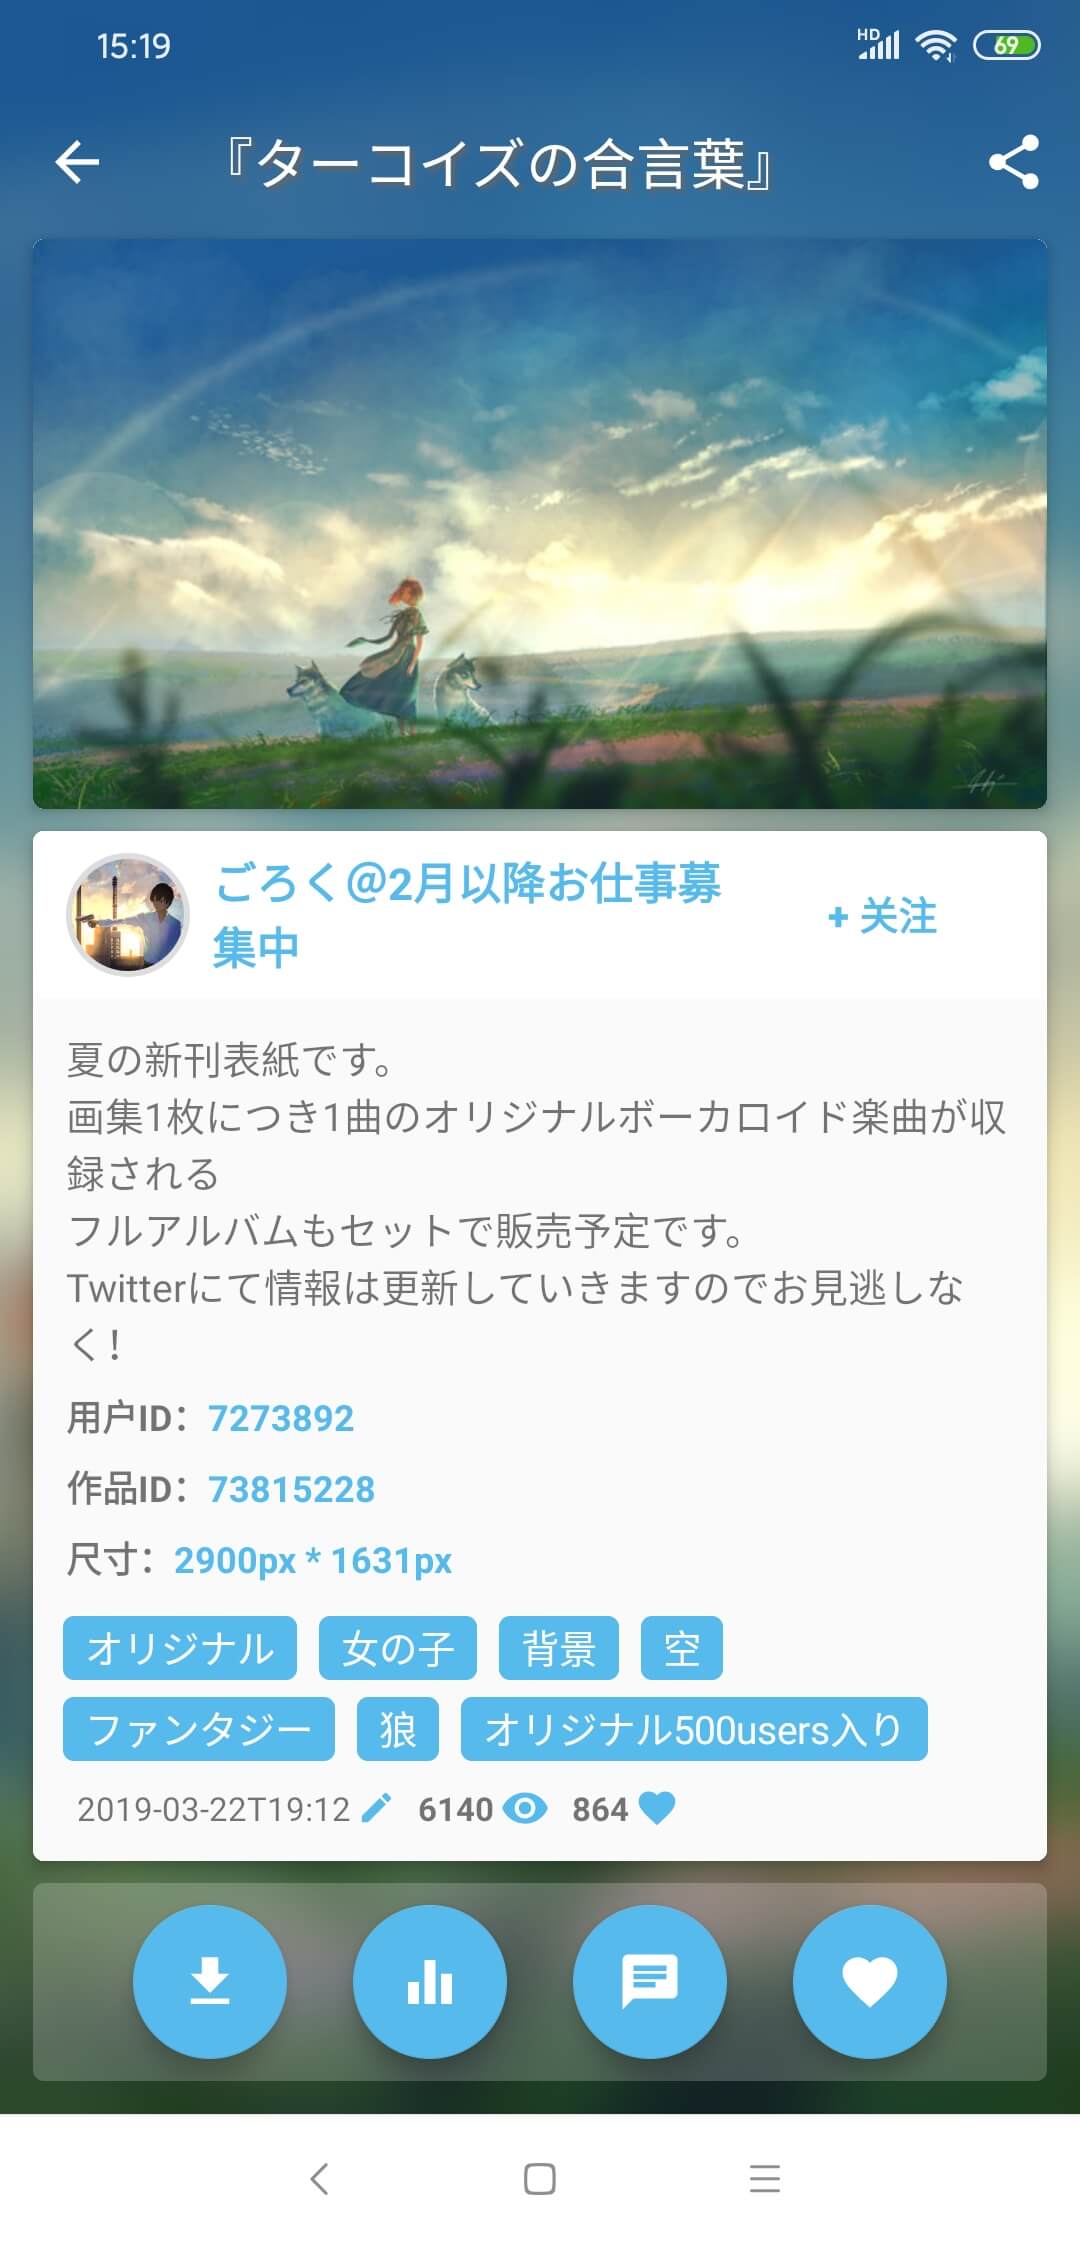 15:19
HD
69
『ターコイズの合言葉』
ごろく@2月以降お仕事募
集中
+ 关注
夏の新刊表紙です。
画集1枚につき1曲のオリジナルボーカロイド楽曲が収
録される
フルアルバムもセットで販売予定です。
Twitterにて情報は更新していきますのでお見逃しな
く!
用户ID：7273892
作品ID：73815228
尺寸：2900px * 1631px
オリジナル 女の子 背景 空
ファンタジー 狼 オリジナル500users入り
2019-03-22T19:12 6140 864